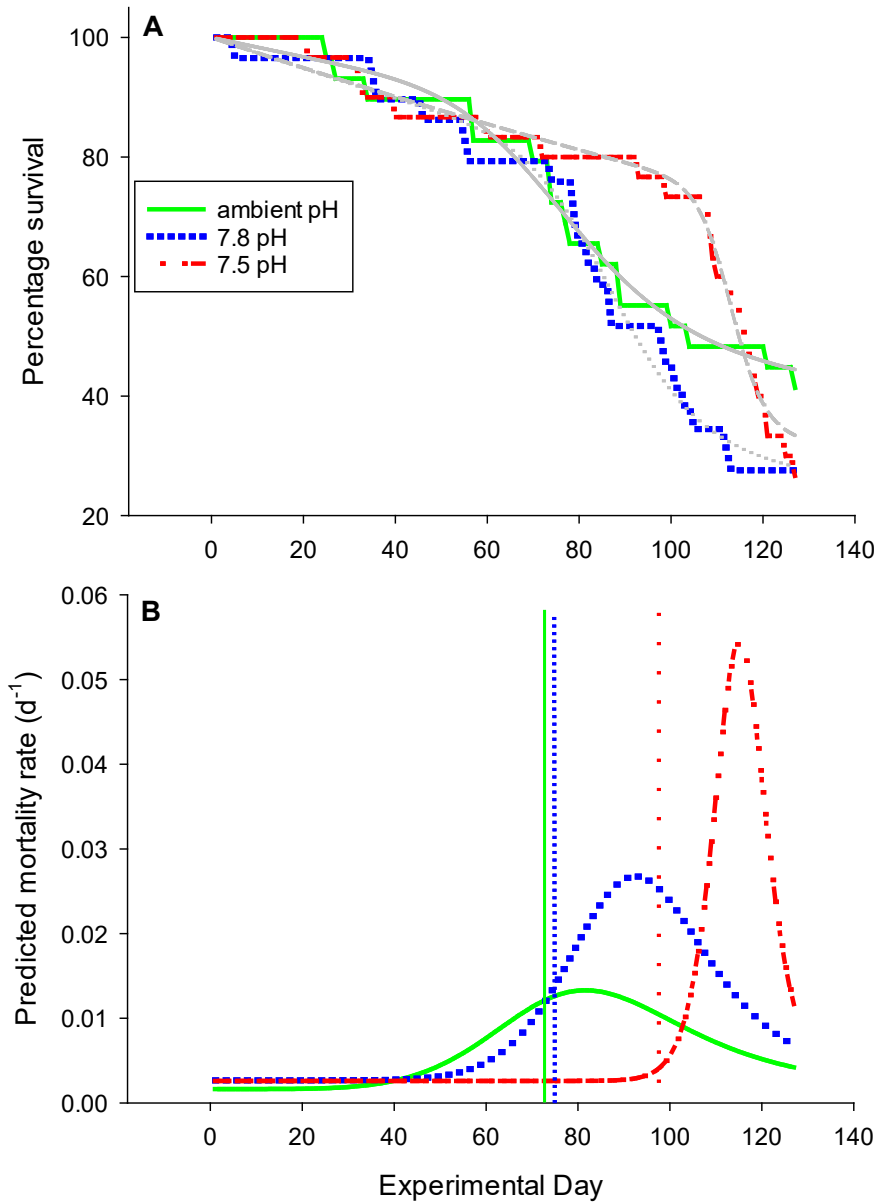 A
100
80
60
40
20
Percentage survival
ambient pH
7.8 pH
7.5 pH
0 20 40 60 80 100 120 140
B
0.06
0.05
0.04
0.03
0.02
0.01
0.00
Predicted mortality rate (d⁻¹)
0 20 40 60 80 100 120 140
Experimental Day